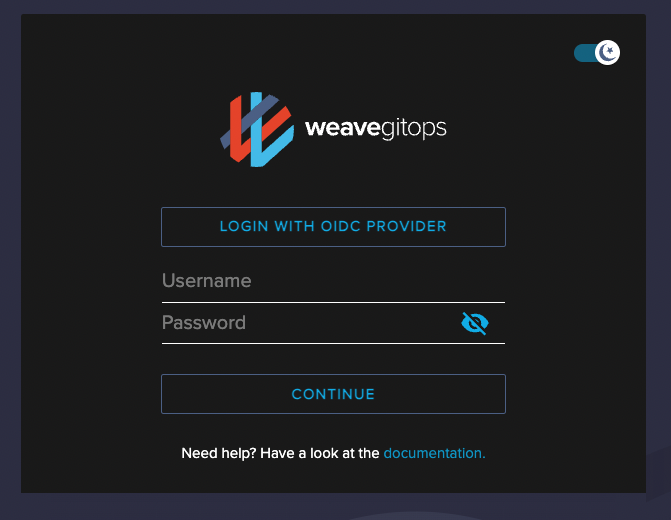 weavegitops
LOGIN WITH OIDC PROVIDER
Username
Password
CONTINUE
Need help? Have a look at the documentation.